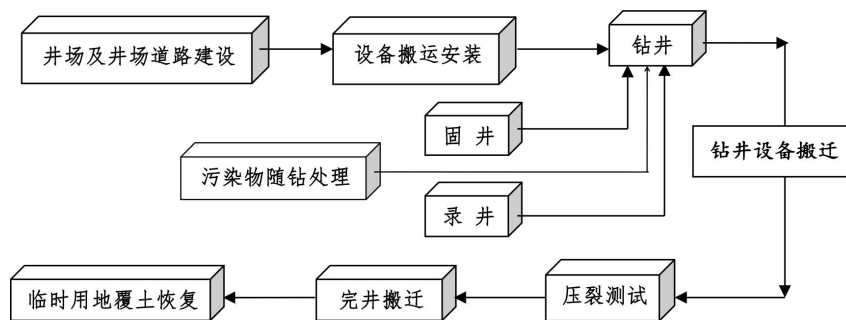 井场及井场道路建设
设备搬运安装
钻井
固 井
钻井设备搬迁
污染物随钻处理
录 井
临时用地覆土恢复
完井搬迁
压裂测试